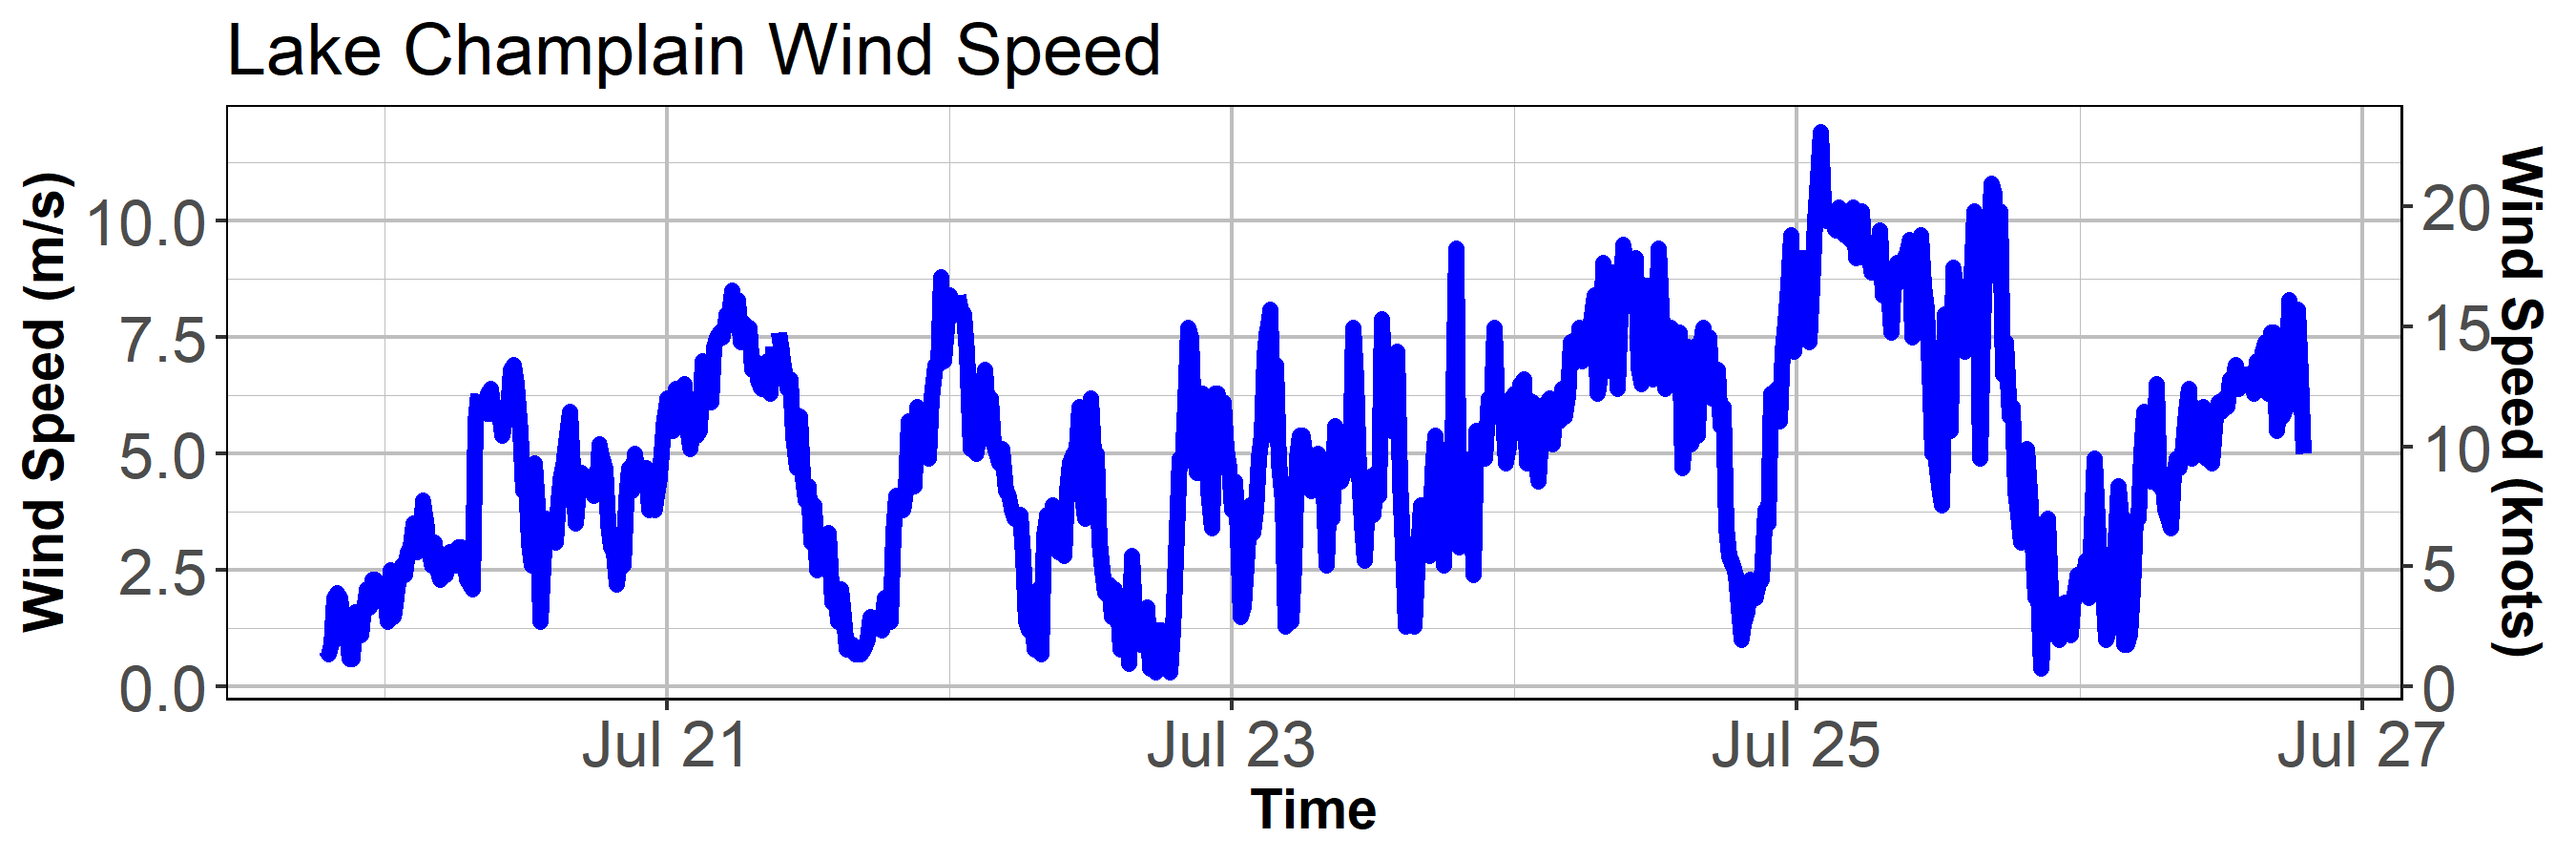 Lake Champlain Wind Speed
Wind Speed (m/s)
10.0
7.5
5.0
2.5
0.0
20
15
10
5
0
Wind Speed (knots)
Jul 21 Jul 23 Jul 25 Jul 27
Time